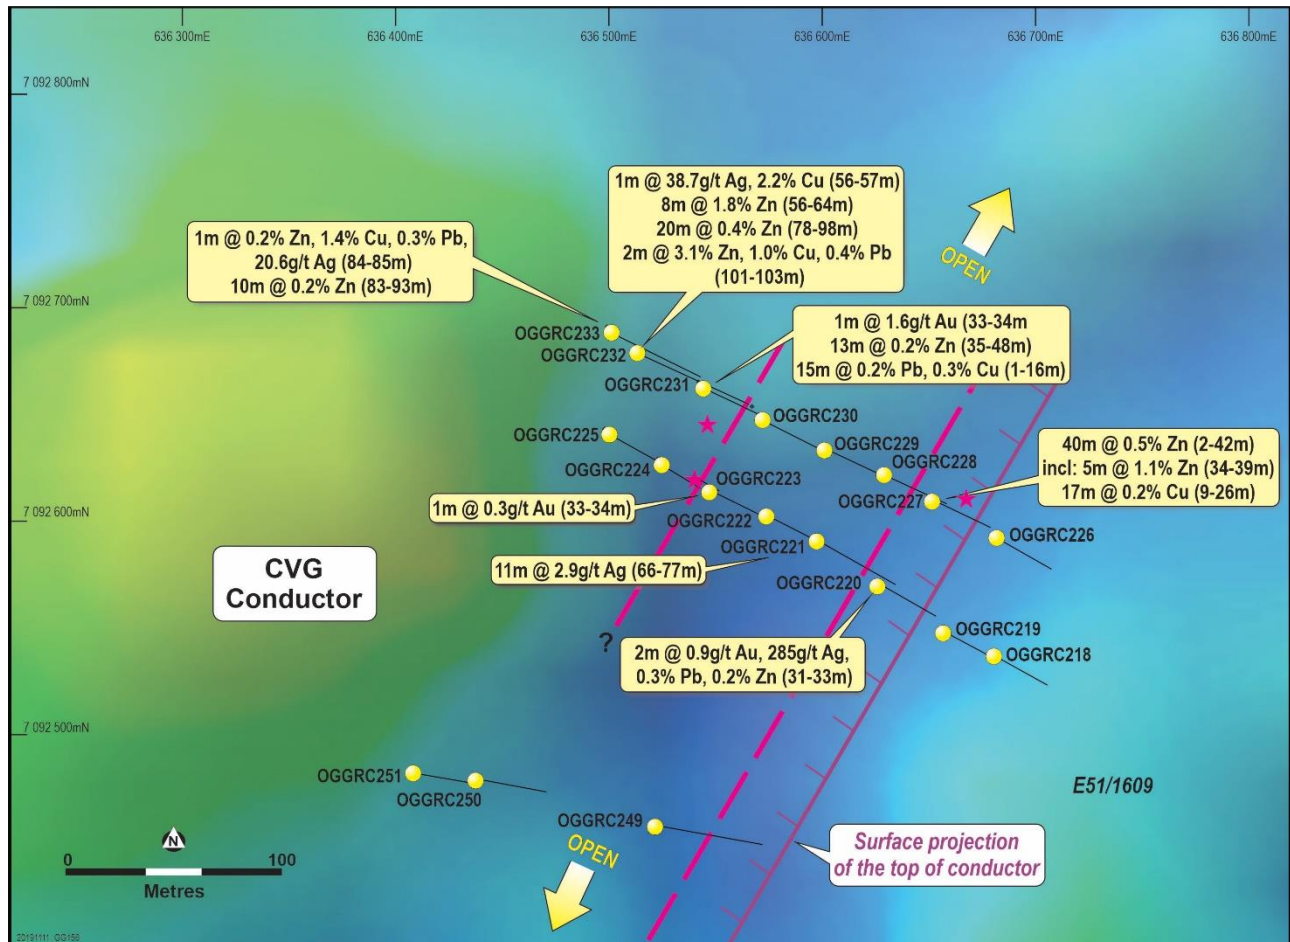 636 300mE
636 400mE
636 500mE
636 600mE
636 700mE
636 800mE
7 092 800mN
7 092 700mN
7 092 600mN
7 092 500mN
1m @ 38.7g/t Ag, 2.2% Cu (56-57m)
8m @ 1.8% Zn (56-64m)
20m @ 0.4% Zn (78-98m)
2m @ 3.1% Zn, 1.0% Cu, 0.4% Pb
(101-103m)
1m @ 0.2% Zn, 1.4% Cu, 0.3% Pb,
20.6g/t Ag (84-85m)
10m @ 0.2% Zn (83-93m)
OPEN
1m @ 1.6g/t Au (33-34m
13m @ 0.2% Zn (35-48m)
15m @ 0.2% Pb, 0.3% Cu (1-16m)
OGGRC233
OGGRC232
OGGRC231
OGGRC230
OGGRC229
OGGRC228
OGGRC227
OGGRC226
40m @ 0.5% Zn (2-42m)
incl: 5m @ 1.1% Zn (34-39m)
17m @ 0.2% Cu (9-26m)
OGGRC225
OGGRC224
OGGRC223
1m @ 0.3g/t Au (33-34m)
OGGRC222
OGGRC221
11m @ 2.9g/t Ag (66-77m)
OGGRC220
OGGRC219
OGGRC218
CVG
Conductor
?
2m @ 0.9g/t Au, 285g/t Ag,
0.3% Pb, 0.2% Zn (31-33m)
OGGRC251
OGGRC250
OGGRC249
E51/1609
OPEN
Surface projection
of the top of conductor
N
0
100
Metres
20191111_GG156